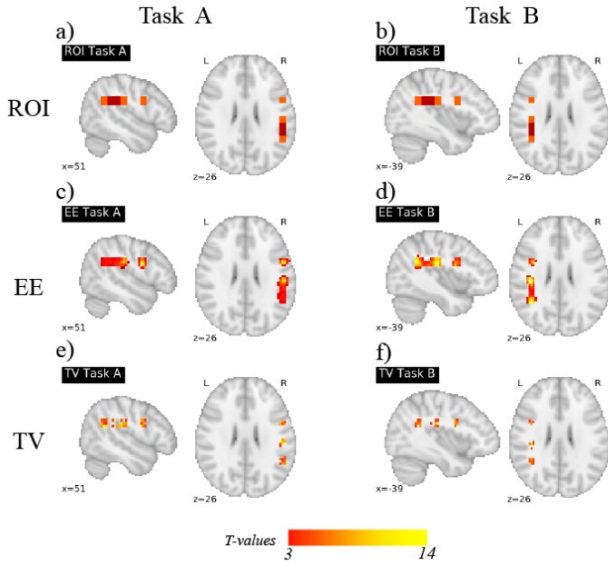 Task A
Task B
a)
ROI Task A
L
R
b)
ROI Task B
L
R
ROI
x=51
z=26
x=-39
z=26
c)
EE Task A
L
R
d)
EE Task B
L
R
EE
x=51
z=26
x=-39
z=26
e)
TV Task A
L
R
f)
TV Task B
L
R
TV
x=51
z=26
x=-39
z=26
T-values
3
14